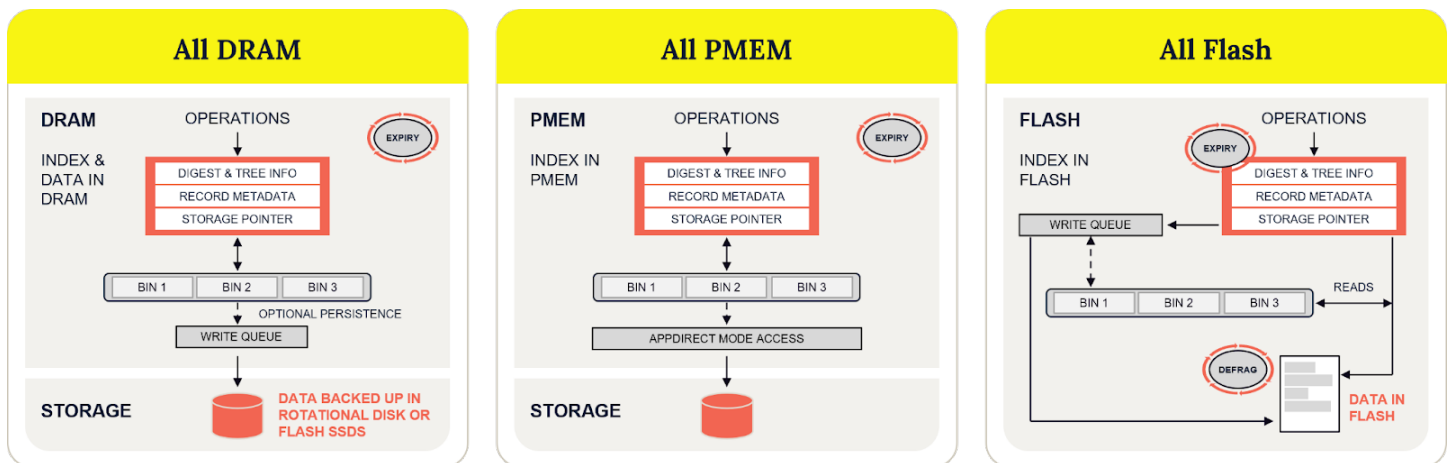 All DRAM
DRAM
OPERATIONS
EXPIRY
INDEX &
DATA IN
DRAM
DIGEST & TREE INFO
RECORD METADATA
STORAGE POINTER
BIN 1
BIN 2
BIN 3
OPTIONAL PERSISTENCE
WRITE QUEUE
STORAGE
DATA BACKED UP IN
ROTATIONAL DISK OR
FLASH SSDS
All PMEM
PMEM
OPERATIONS
EXPIRY
INDEX IN
PMEM
DIGEST & TREE INFO
RECORD METADATA
STORAGE POINTER
BIN 1
BIN 2
BIN 3
APPDIRECT MODE ACCESS
STORAGE
All Flash
FLASH
OPERATIONS
EXPIRY
INDEX IN
FLASH
DIGEST & TREE INFO
RECORD METADATA
STORAGE POINTER
WRITE QUEUE
READS
BIN 1
BIN 2
BIN 3
DEFRAG
DATA IN
FLASH